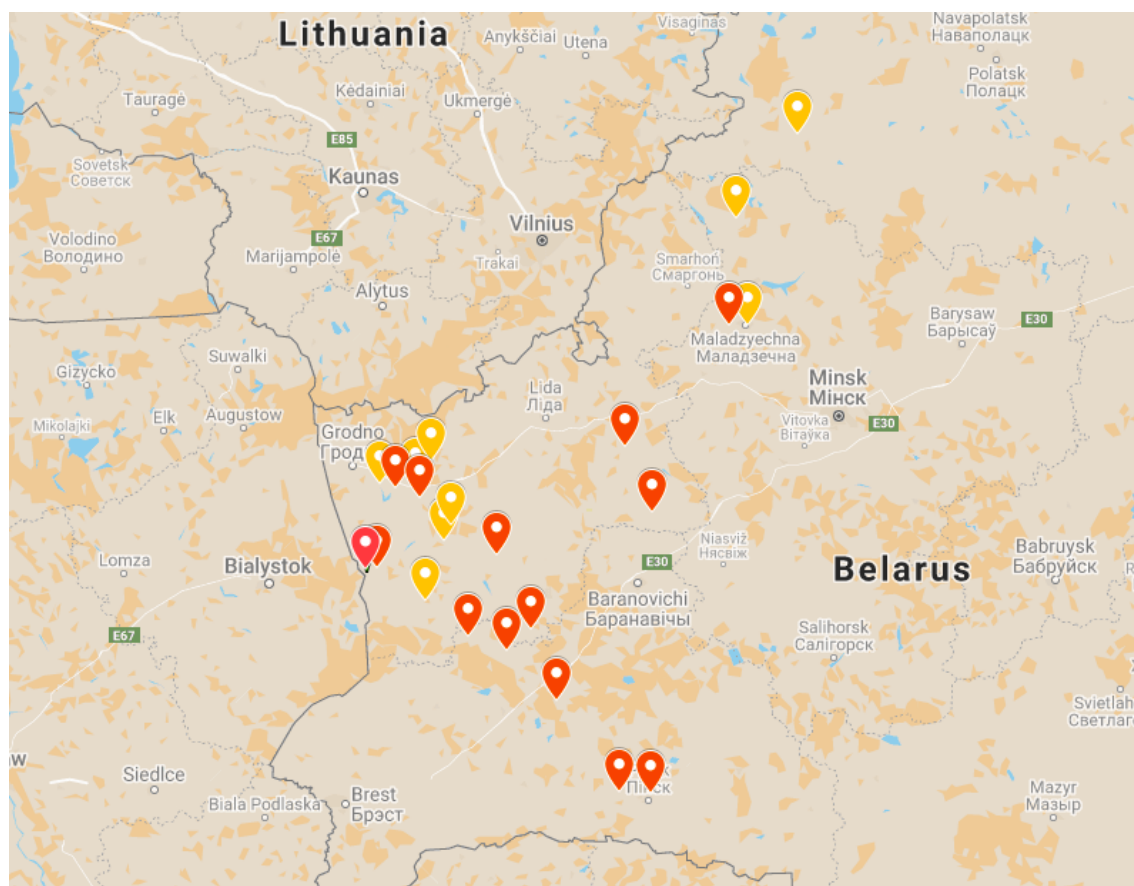 Lithuania
Visaginas
Navapolatsk
Наваполацк
Anykščiai
Utena
Polatsk
Полацк
Kėdainiai
Ukmergė
Tauragė
E85
Sovetsk
Советск
Kaunas
Vilnius
E67
Volodino
Володино
Marijampolė
Trakai
Smarhoń
Смаргонь
Alytus
Barysaw
Барысаў
E30
Maladzyechna
Маладзечна
Suwalki
Giżycko
Minsk
Мінск
Lida
Ліда
Elk
Augustow
Mikolajki
Vitovka
Вітаўка
E30
Grodno
Niasviž
Нясвіж
Lomza
Bialystok
E30
Belarus
Babruysk
Бабруйск
Baranovichi
Баранавічы
E67
Salihorsk
Салігорск
Svietlah
Светлаг
w
Siedlce
Brest
Брэст
Biala Podlaska
Пінск
Mazyr
Мазыр